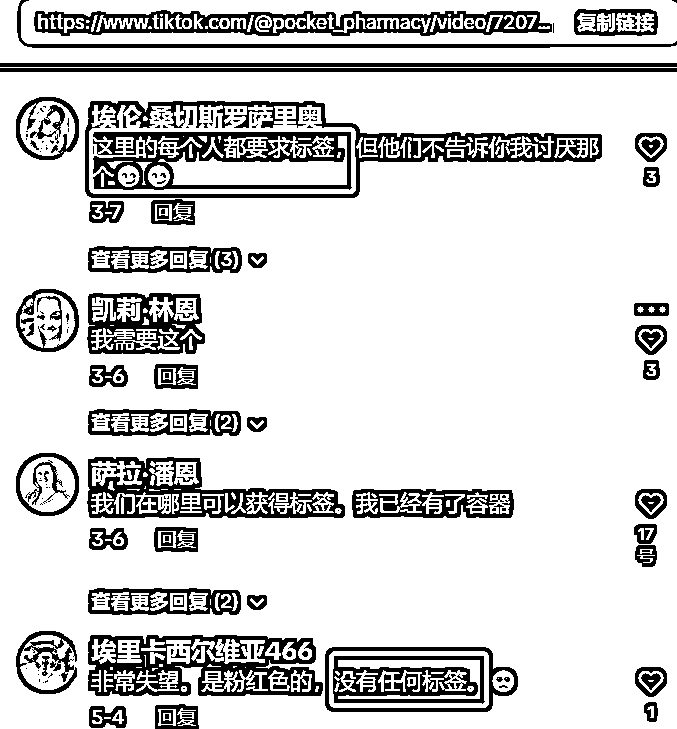 https://www.tiktok.com/@pocket_pharmacy/video/7207... 复制链接
埃伦·桑切斯罗萨里奥
这里的每个人都要求标签，但他们不告诉你我讨厌那
个
3
3-7 回复
查看更多回复 (3)
凯莉·林恩
我需要这个
3
3-6 回复
查看更多回复 (2)
萨拉·潘恩
我们在哪里可以获得标签。我已经有了容器
17
号
3-6 回复
查看更多回复 (2)
埃里卡西尔维亚466
非常失望。是粉红色的，没有任何标签。
1
5-4 回复